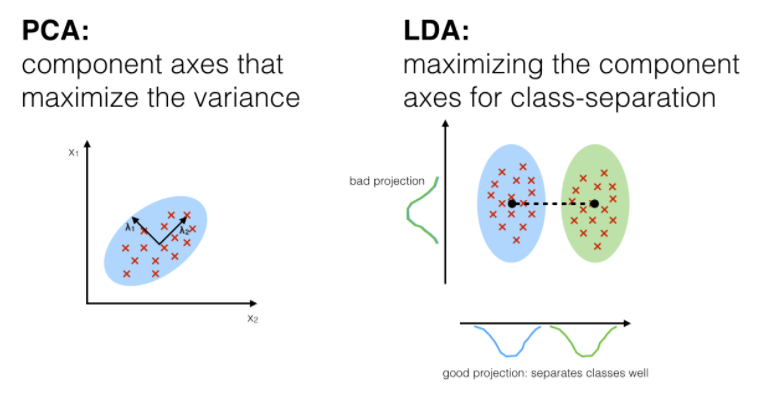 PCA:
component axes that
maximize the variance
x₁
λ₁
λ₂
x₂
LDA:
maximizing the component
axes for class-separation
bad projection
good projection: separates classes well